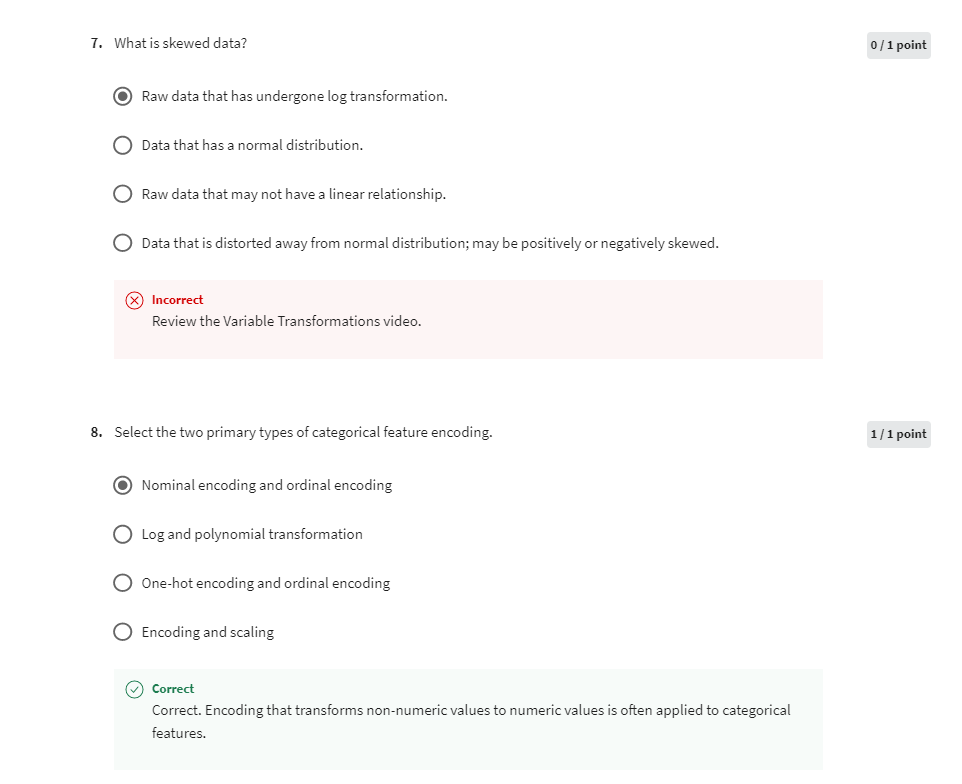 7. What is skewed data?
0 / 1 point
Raw data that has undergone log transformation.
Data that has a normal distribution.
Raw data that may not have a linear relationship.
Data that is distorted away from normal distribution; may be positively or negatively skewed.
Incorrect
Review the Variable Transformations video.
8. Select the two primary types of categorical feature encoding.
1 / 1 point
Nominal encoding and ordinal encoding
Log and polynomial transformation
One-hot encoding and ordinal encoding
Encoding and scaling
Correct
Correct. Encoding that transforms non-numeric values to numeric values is often applied to categorical
features.